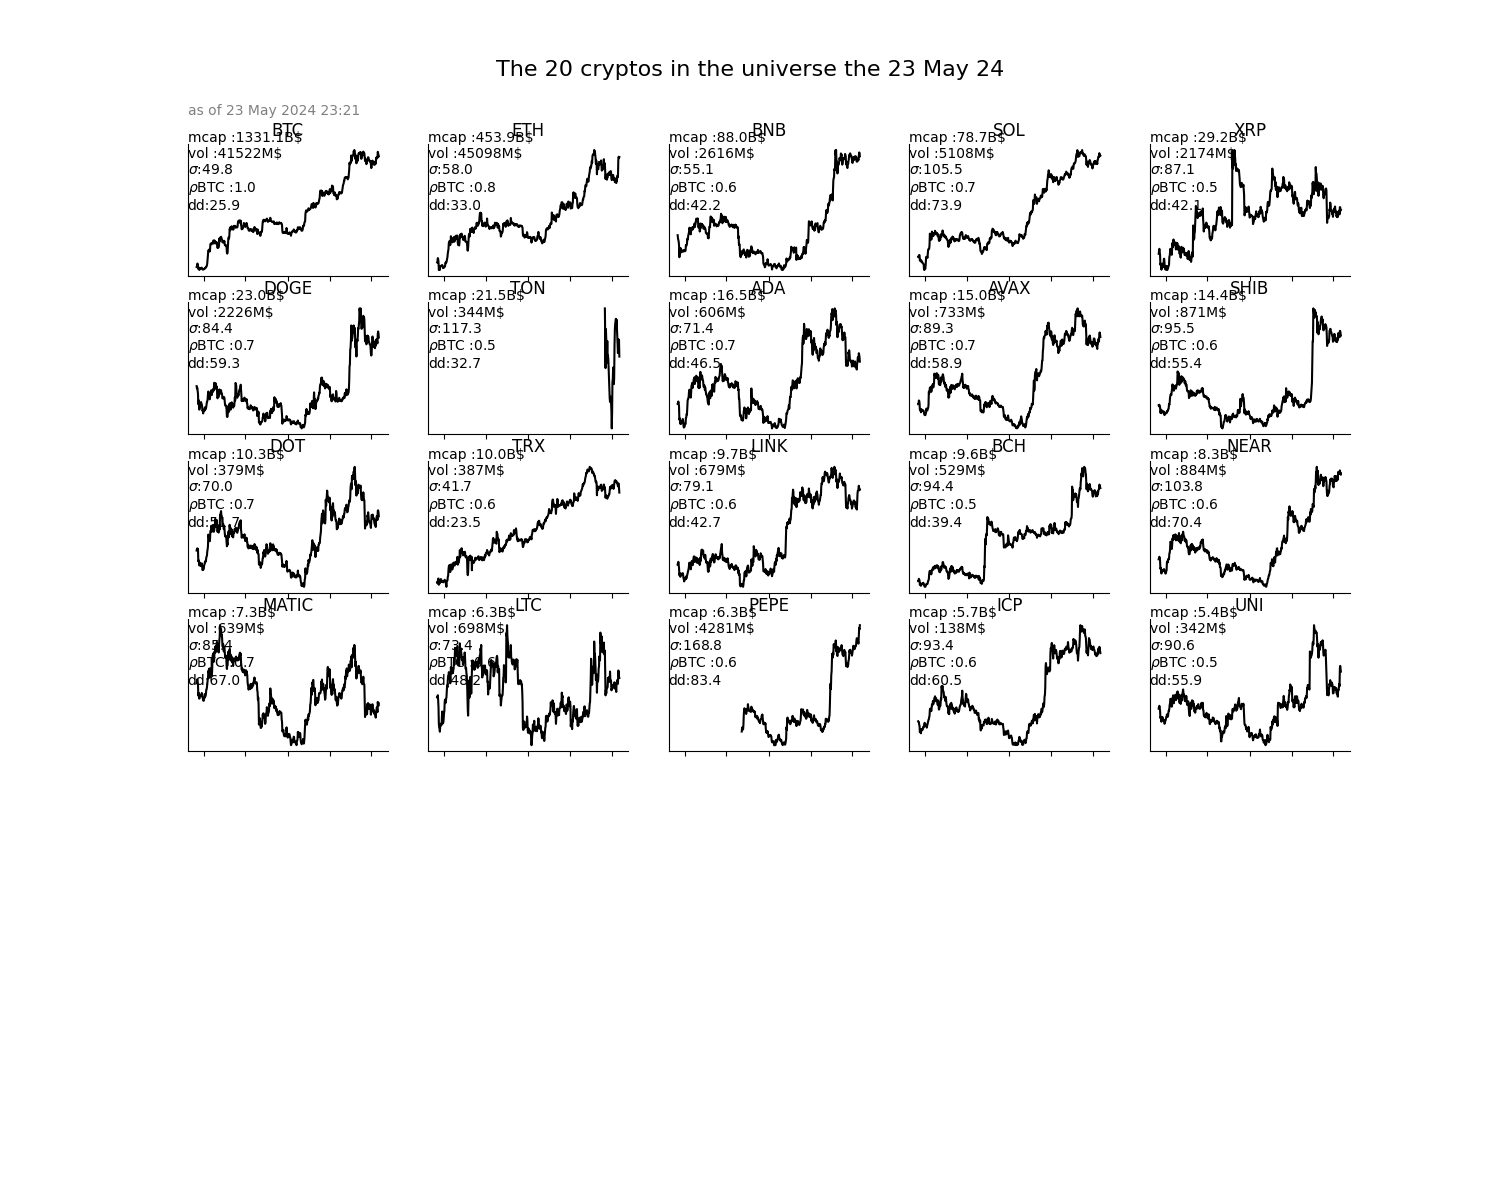 The 20 cryptos in the universe the 23 May 24
as of 23 May 2024 23:21
BTC
mcap :1331.1B$
vol :41522M$
σ:49.8
ρBTC :1.0
dd:25.9
ETH
mcap :453.9B$
vol :45098M$
σ:58.0
ρBTC :0.8
dd:33.0
BNB
mcap :88.0B$
vol :2616M$
σ:55.1
ρBTC :0.6
dd:42.2
SOL
mcap :78.7B$
vol :5108M$
σ:105.5
ρBTC :0.7
dd:73.9
XRP
mcap :29.2B$
vol :2174M$
σ:87.1
ρBTC :0.5
dd:42.1
DOGE
mcap :23.0B$
vol :2226M$
σ:84.4
ρBTC :0.7
dd:59.3
TON
mcap :21.5B$
vol :344M$
σ:117.3
ρBTC :0.5
dd:32.7
ADA
mcap :16.5B$
vol :606M$
σ:71.4
ρBTC :0.7
dd:46.5
AVAX
mcap :15.0B$
vol :733M$
σ:89.3
ρBTC :0.7
dd:58.9
SHIB
mcap :14.4B$
vol :871M$
σ:95.5
ρBTC :0.6
dd:55.4
DOT
mcap :10.3B$
vol :379M$
σ:70.0
ρBTC :0.7
TRX
mcap :10.0B$
vol :387M$
σ:41.7
ρBTC :0.6
dd:23.5
LINK
mcap :9.7B$
vol :679M$
σ:79.1
ρBTC :0.6
dd:42.7
BCH
mcap :9.6B$
vol :529M$
σ:94.4
ρBTC :0.5
dd:39.4
NEAR
mcap :8.3B$
vol :884M$
σ:103.8
ρBTC :0.6
dd:70.4
MATIC
mcap :7.3B$
vol :639M$
σ:85.4
ρBTC :0.7
dd:67.0
LTC
mcap :6.3B$
vol :698M$
σ:73.4
ρBTC :0.6
dd:48.2
PEPE
mcap :6.3B$
vol :4281M$
σ:168.8
ρBTC :0.6
dd:83.4
ICP
mcap :5.7B$
vol :138M$
σ:93.4
ρBTC :0.6
dd:60.5
UNI
mcap :5.4B$
vol :342M$
σ:90.6
ρBTC :0.5
dd:55.9